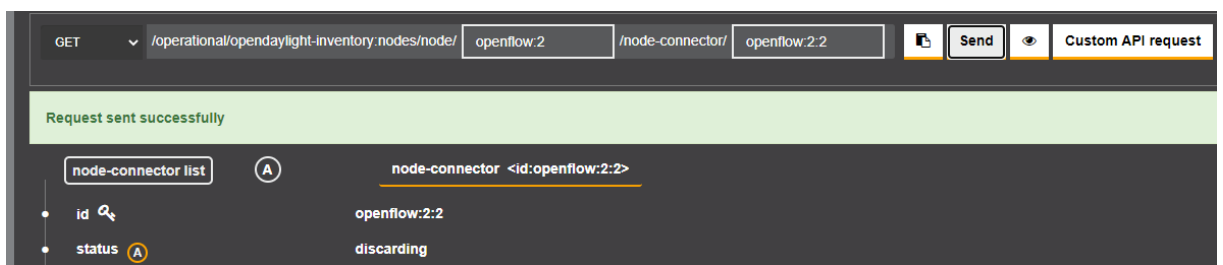 GET /operational/opendaylight-inventory:nodes/node/ openflow:2 /node-connector/ openflow:2:2 Send Custom API request
Request sent successfully
node-connector list A node-connector <id:openflow:2:2>
id openflow:2:2
status A discarding